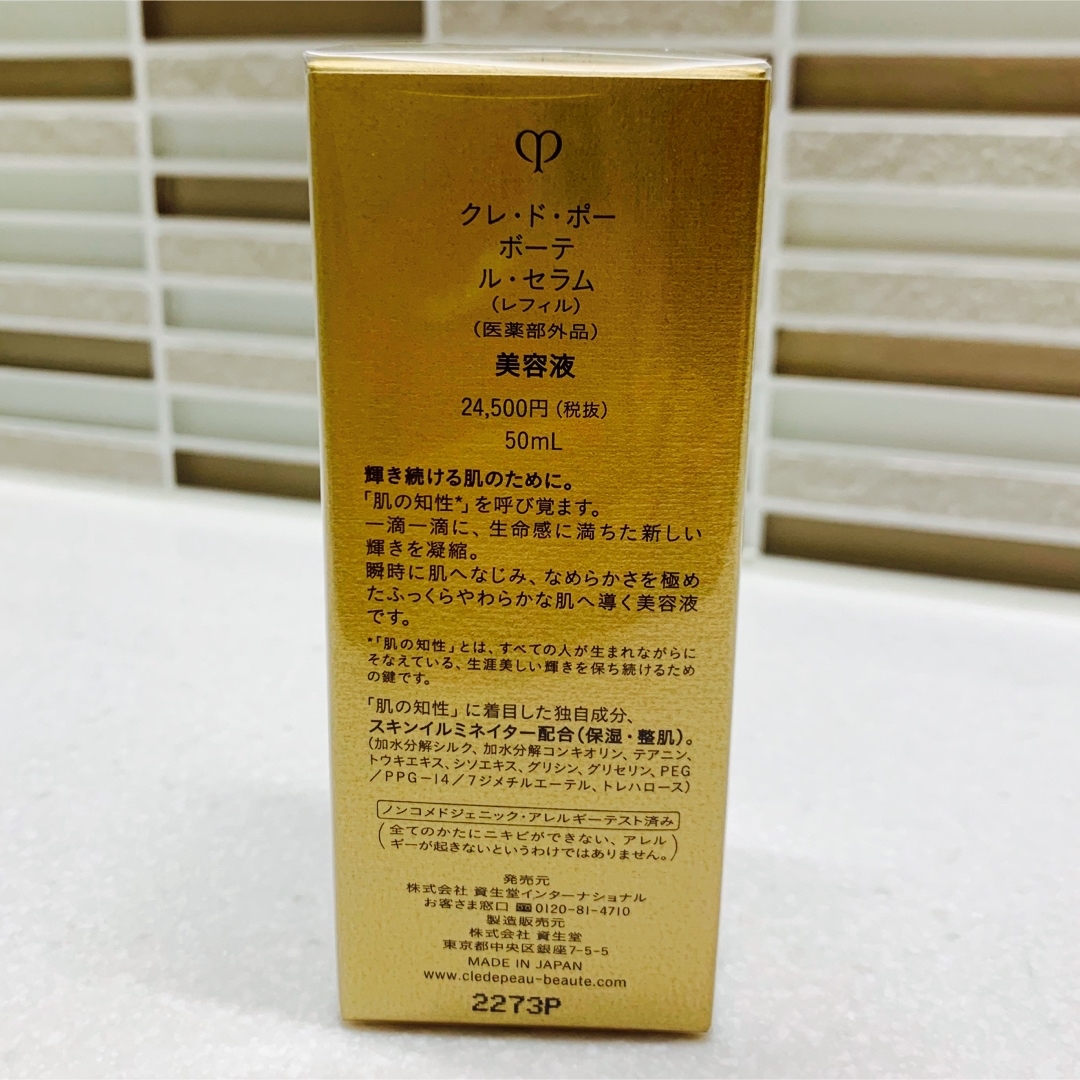 クレ・ド・ポー
ボーテ
ル・セラム
(レフィル)
(医薬部外品)
美容液
24,500円(税抜)
50mL
輝き続ける肌のために。
「肌の知性*」を呼び覚ます。
一滴一滴に、生命感に満ちた新しい
輝きを凝縮。
瞬時に肌へなじみ、なめらかさを極め
たふっくらやわらかな肌へ導く美容液
です。
*「肌の知性」とは、すべての人が生まれながらに
そなえている、生涯美しい輝きを保ち続けるため
の鍵です。
「肌の知性」に着目した独自成分、
スキンイルミネイター配合(保湿・整肌)。
(加水分解シルク、加水分解コンキオリン、テアニン、
トウキエキス、シソエキス、グリシン、グリセリン、PEG
/PPG-14/7ジメチルエーテル、トレハロース)
ノンコメドジェニック・アレルギーテスト済み
(全てのかたにニキビができない、アレル
ギーが起きないというわけではありません。)
発売元
株式会社 資生堂インターナショナル
お客さま窓口 0120-81-4710
製造販売元
株式会社 資生堂
東京都中央区銀座7-5-5
MADE IN JAPAN
www.cledepeau-beaute.com
2273P